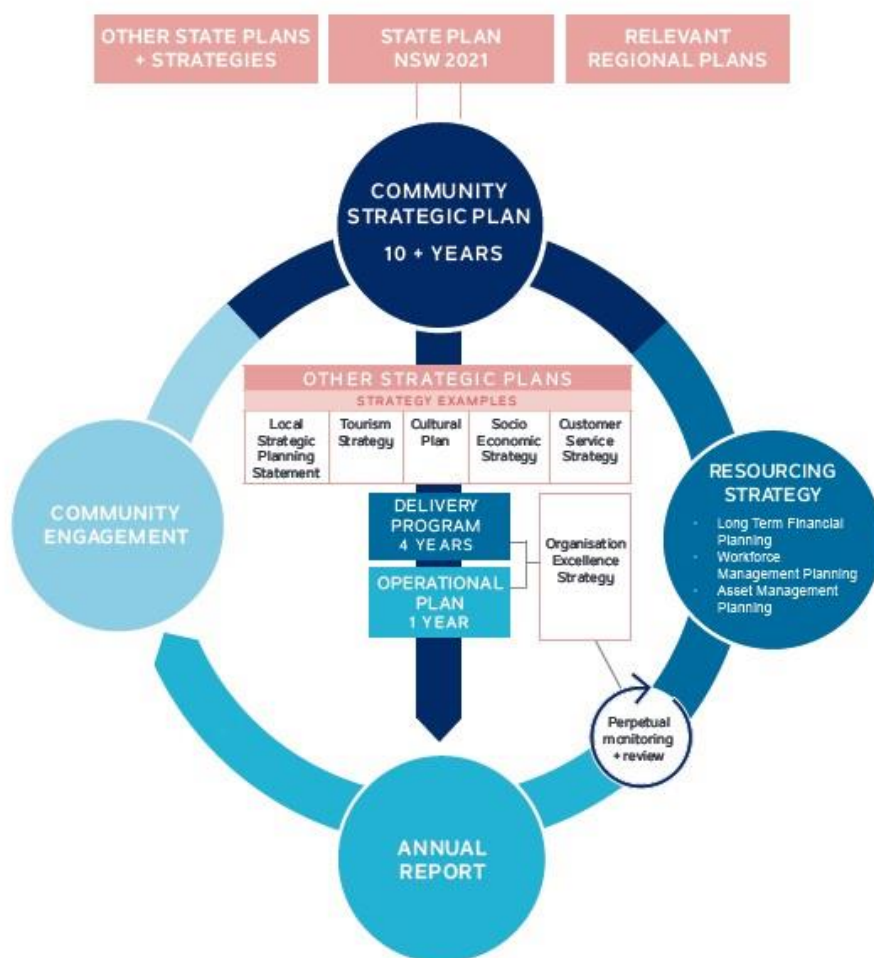 OTHER STATE PLANS
+ STRATEGIES
STATE PLAN
NSW 2021
RELEVANT
REGIONAL PLANS
COMMUNITY
STRATEGIC PLAN
10 + YEARS
OTHER STRATEGIC PLANS
STRATEGY EXAMPLES
Local
Strategic
Planning
Statement
Tourism
Strategy
Cultural
Plan
Socio
Economic
Strategy
Customer
Service
Strategy
COMMUNITY
ENGAGEMENT
DELIVERY
PROGRAM
4 YEARS
OPERATIONAL
PLAN
1 YEAR
Organisation
Excellence
Strategy
RESOURCING
STRATEGY
• Long Term Financial
Planning
• Workforce
Management Planning
• Asset Management
Planning
Perpetual
monitoring
+ review
ANNUAL
REPORT